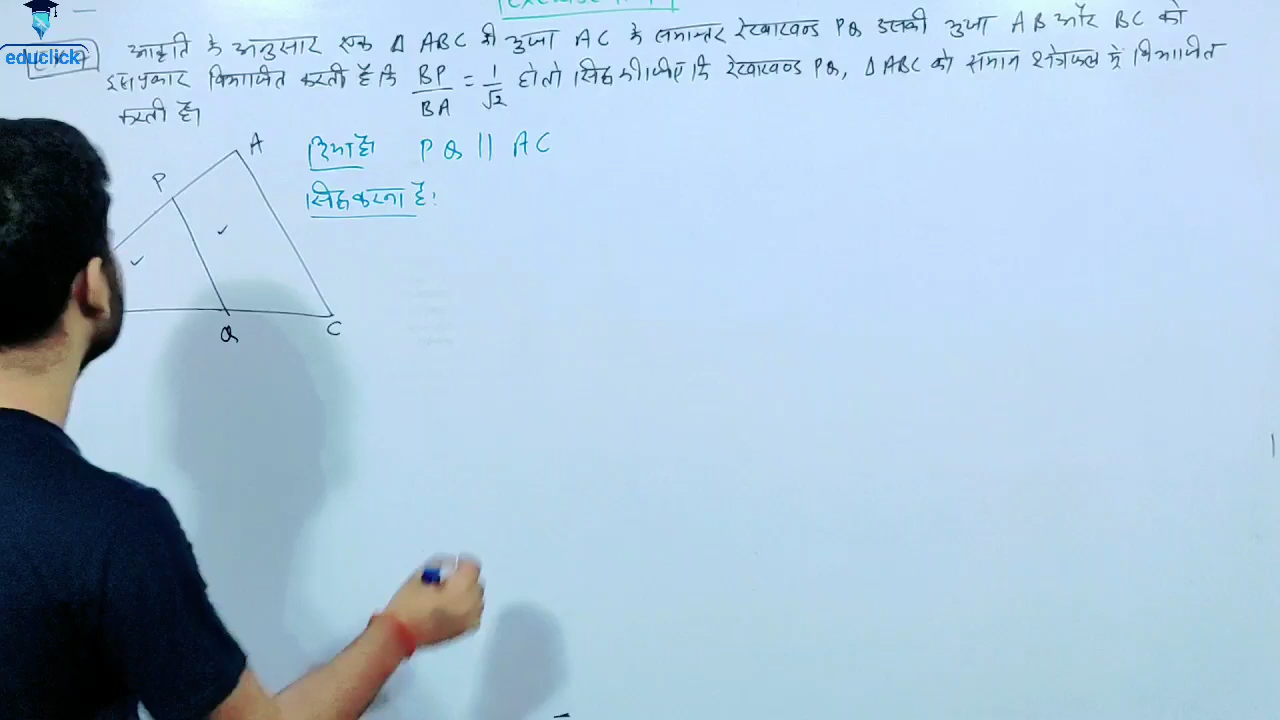 educlick
आकृति के अनुसार एक Δ ABC की भुजा AC के समान्तर रेखाखण्ड PQ उसकी भुजा AB और BC को
इसप्रकार विभाजित करती है कि BP/BA = 1/√2 हो तो सिद्ध कीजिए कि रेखाखण्ड PQ, Δ ABC को समान क्षेत्रफल में विभाजित
करती है।
दिया है। PQ || AC
सिद्ध करना है:
A
P
Q
C